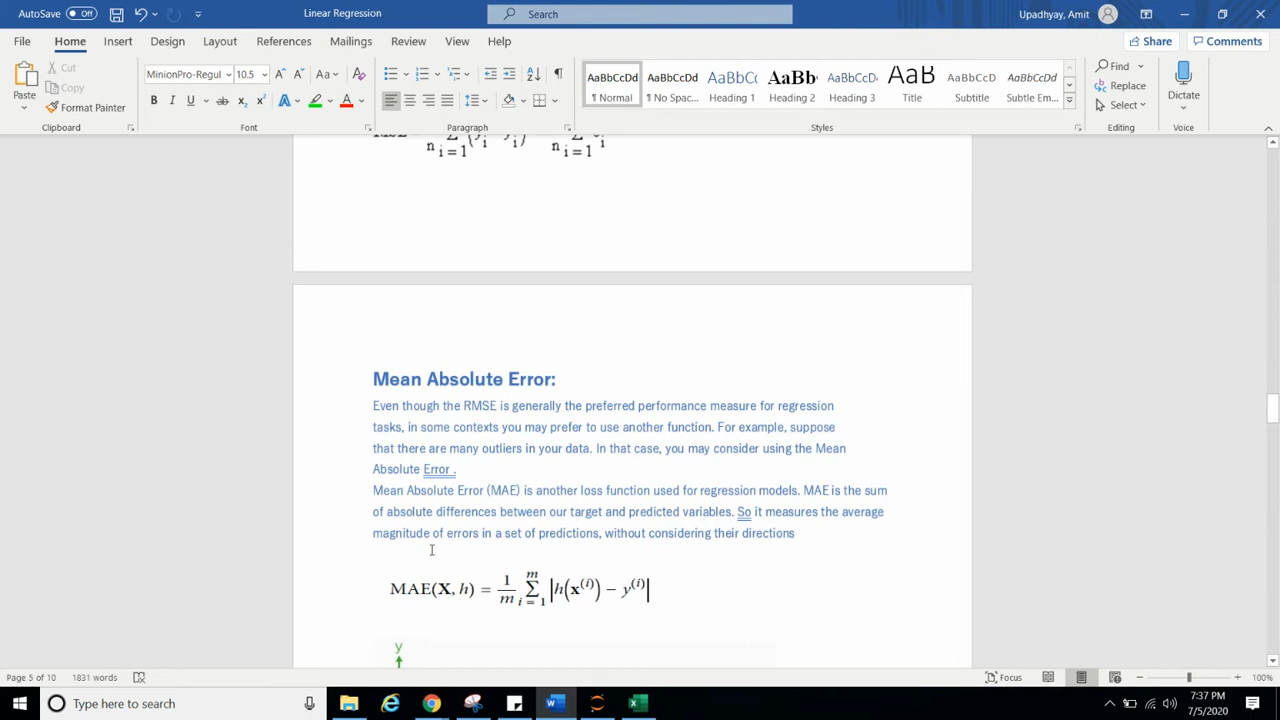 AutoSave Off Linear Regression Search Upadhyay, Amit
File Home Insert Design Layout References Mailings Review View Help Share Comments
Paste Cut Copy Format Painter
MinionPro-Regul 10.5
AaBbCcDd AaBbCcDd AaBbCc AaBb AaBbCcD AaB AaBbCcD AaBbCcDd
¶ Normal ¶ No Spac... Heading 1 Heading 2 Heading 3 Title Subtitle Subtle Em...
Find Replace Select
Dictate
Clipboard Font Paragraph Styles Editing Voice
Mean Absolute Error:
Even though the RMSE is generally the preferred performance measure for regression
tasks, in some contexts you may prefer to use another function. For example, suppose
that there are many outliers in your data. In that case, you may consider using the Mean
Absolute Error .
Mean Absolute Error (MAE) is another loss function used for regression models. MAE is the sum
of absolute differences between our target and predicted variables. So it measures the average
magnitude of errors in a set of predictions, without considering their directions
MAE(X, h) = 1/m Σ i = 1 m |h(x^(i)) − y^(i)|
y
Page 5 of 10 1831 words Focus 100%
Type here to search 7:37 PM
7/5/2020